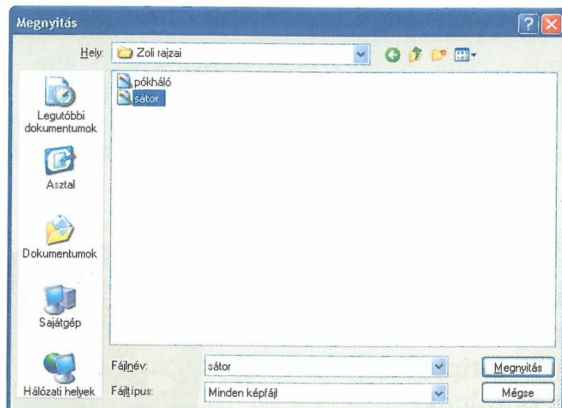 Megnyitás
Hely:
Zoli rajzai
pókháló
sátor
Legutóbbi
dokumentumok
Asztal
Dokumentumok
Sajátgép
Hálózati helyek
Fájlnév:
sátor
Megnyitás
Fájltípus:
Minden képfájl
Mégse